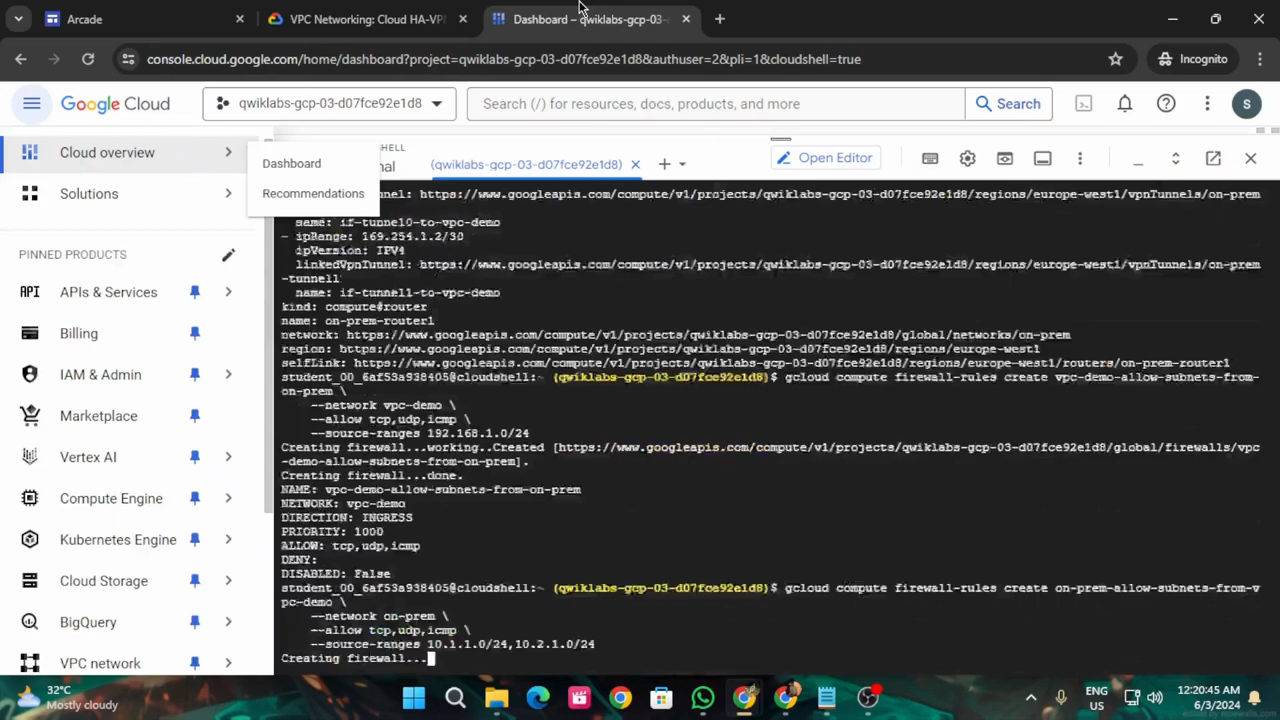 Arcade
VPC Networking: Cloud HA-VP
Dashboard – qwiklabs-gcp-03-
console.cloud.google.com/home/dashboard?project=qwiklabs-gcp-03-d07fce92e1d8&authuser=2&pli=1&cloudshell=true
Incognito
Google Cloud
qwiklabs-gcp-03-d07fce92e1d8
Search (/) for resources, docs, products, and more
Search
S
Cloud overview
Solutions
PINNED PRODUCTS
API APIs & Services
Billing
IAM & Admin
Marketplace
Vertex AI
Compute Engine
Kubernetes Engine
Cloud Storage
BigQuery
VPC network
Dashboard
Recommendations
HELL
nal
(qwiklabs-gcp-03-d07fce92e1d8)
Open Editor
unnel: https://www.googleapis.com/compute/v1/projects/qwiklabs-gcp-03-d07fce92e1d8/regions/europe-west1/vpnTunnels/on-prem
name: if-tunnel0-to-vpc-demo
- ipRange: 169.254.1.2/30
ipVersion: IPV4
linkedVpnTunnel: https://www.googleapis.com/compute/v1/projects/qwiklabs-gcp-03-d07fce92e1d8/regions/europe-west1/vpnTunnels/on-prem
-tunnel1
name: if-tunnel1-to-vpc-demo
kind: compute#router
name: on-prem-router1
network: https://www.googleapis.com/compute/v1/projects/qwiklabs-gcp-03-d07fce92e1d8/global/networks/on-prem
region: https://www.googleapis.com/compute/v1/projects/qwiklabs-gcp-03-d07fce92e1d8/regions/europe-west1
selfLink: https://www.googleapis.com/compute/v1/projects/qwiklabs-gcp-03-d07fce92e1d8/regions/europe-west1/routers/on-prem-router1
student_00_6af53a938405@cloudshell:~ (qwiklabs-gcp-03-d07fce92e1d8)$ gcloud compute firewall-rules create vpc-demo-allow-subnets-from-
on-prem \
--network vpc-demo \
--allow tcp,udp,icmp \
--source-ranges 192.168.1.0/24
Creating firewall...working..Created [https://www.googleapis.com/compute/v1/projects/qwiklabs-gcp-03-d07fce92e1d8/global/firewalls/vpc
-demo-allow-subnets-from-on-prem].
Creating firewall...done.
NAME: vpc-demo-allow-subnets-from-on-prem
NETWORK: vpc-demo
DIRECTION: INGRESS
PRIORITY: 1000
ALLOW: tcp,udp,icmp
DENY:
DISABLED: False
student_00_6af53a938405@cloudshell:~ (qwiklabs-gcp-03-d07fce92e1d8)$ gcloud compute firewall-rules create on-prem-allow-subnets-from-v
pc-demo \
--network on-prem \
--allow tcp,udp,icmp \
--source-ranges 10.1.1.0/24,10.2.1.0/24
Creating firewall...
32°C
Mostly cloudy
ENG
US
12:20:45 AM
6/3/2024